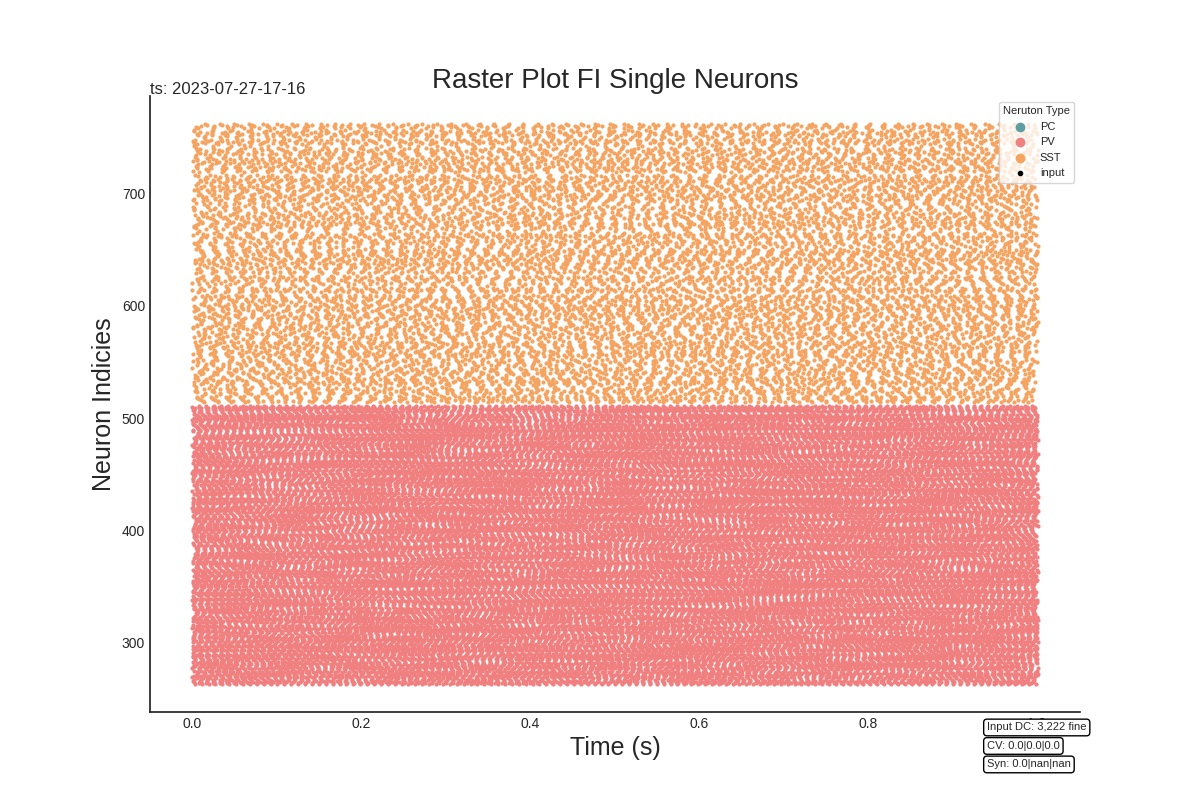 Raster Plot FI Single Neurons
ts: 2023-07-27-17-16
Neruton Type
PC
PV
SST
input
700
600
500
400
300
Neuron Indicies
0.0 0.2 0.4 0.6 0.8
Time (s)
Input DC: 3,222 fine
CV: 0.0|0.0|0.0
Syn: 0.0|nan|nan